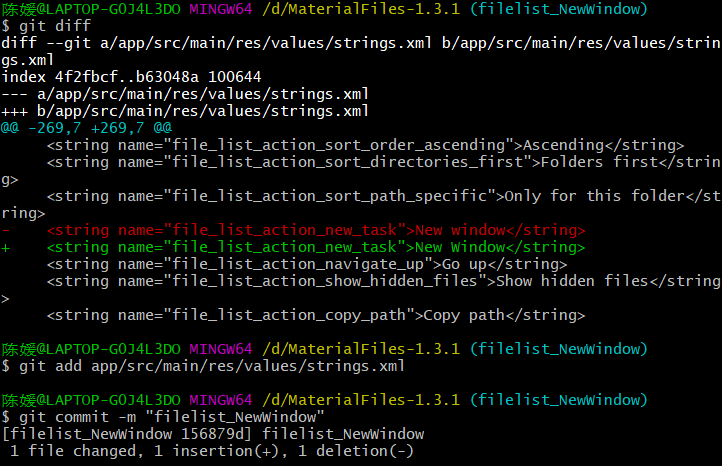 陈媛@LAPTOP-G0J4L3DO MINGW64 /d/MaterialFiles-1.3.1 (filelist_NewWindow)
$ git diff
diff --git a/app/src/main/res/values/strings.xml b/app/src/main/res/values/strin
gs.xml
index 4f2fbcf..b63048a 100644
--- a/app/src/main/res/values/strings.xml
+++ b/app/src/main/res/values/strings.xml
@@ -269,7 +269,7 @@
     <string name="file_list_action_sort_order_ascending">Ascending</string>
     <string name="file_list_action_sort_directories_first">Folders first</strin
g>
     <string name="file_list_action_sort_path_specific">Only for this folder</st
ring>
-    <string name="file_list_action_new_task">New window</string>
+    <string name="file_list_action_new_task">New Window</string>
     <string name="file_list_action_navigate_up">Go up</string>
     <string name="file_list_action_show_hidden_files">Show hidden files</string
>
     <string name="file_list_action_copy_path">Copy path</string>
陈媛@LAPTOP-G0J4L3DO MINGW64 /d/MaterialFiles-1.3.1 (filelist_NewWindow)
$ git add app/src/main/res/values/strings.xml
陈媛@LAPTOP-G0J4L3DO MINGW64 /d/MaterialFiles-1.3.1 (filelist_NewWindow)
$ git commit -m "filelist_NewWindow"
[filelist_NewWindow 156879d] filelist_NewWindow
 1 file changed, 1 insertion(+), 1 deletion(-)